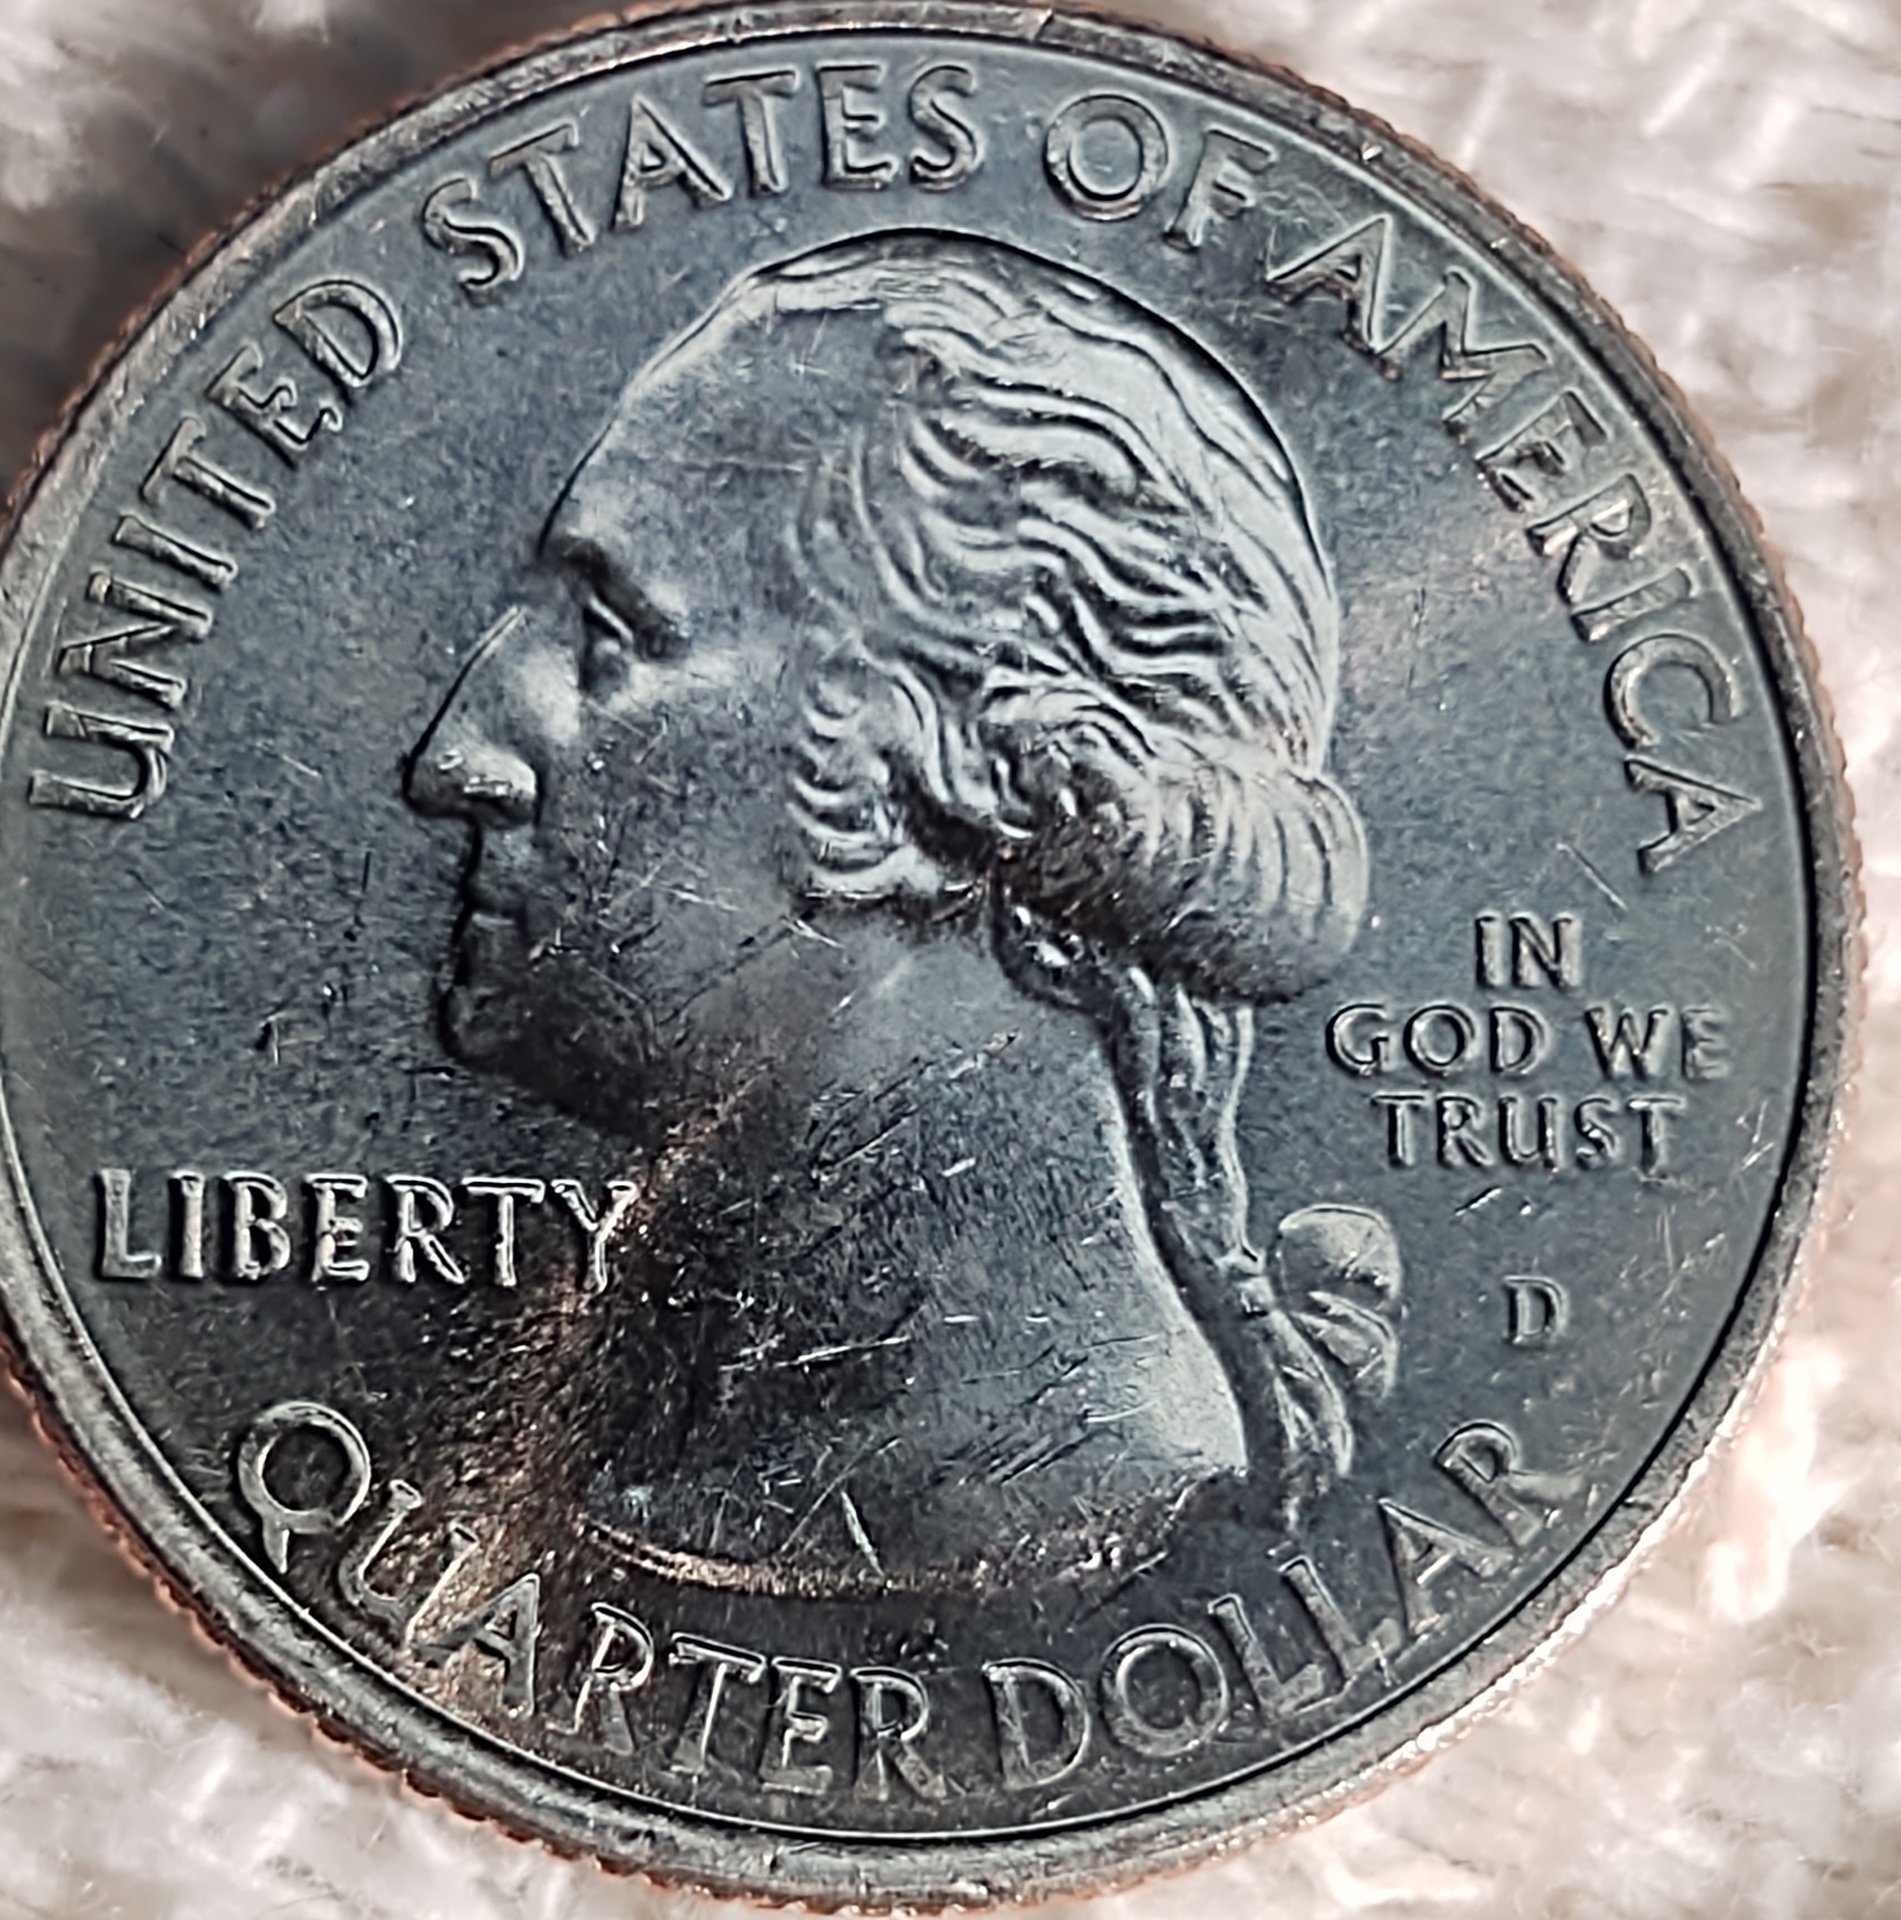 UNITED STATES OF AMERICA
IN
GOD WE
TRUST
LIBERTY
D
QUARTER DOLLAR